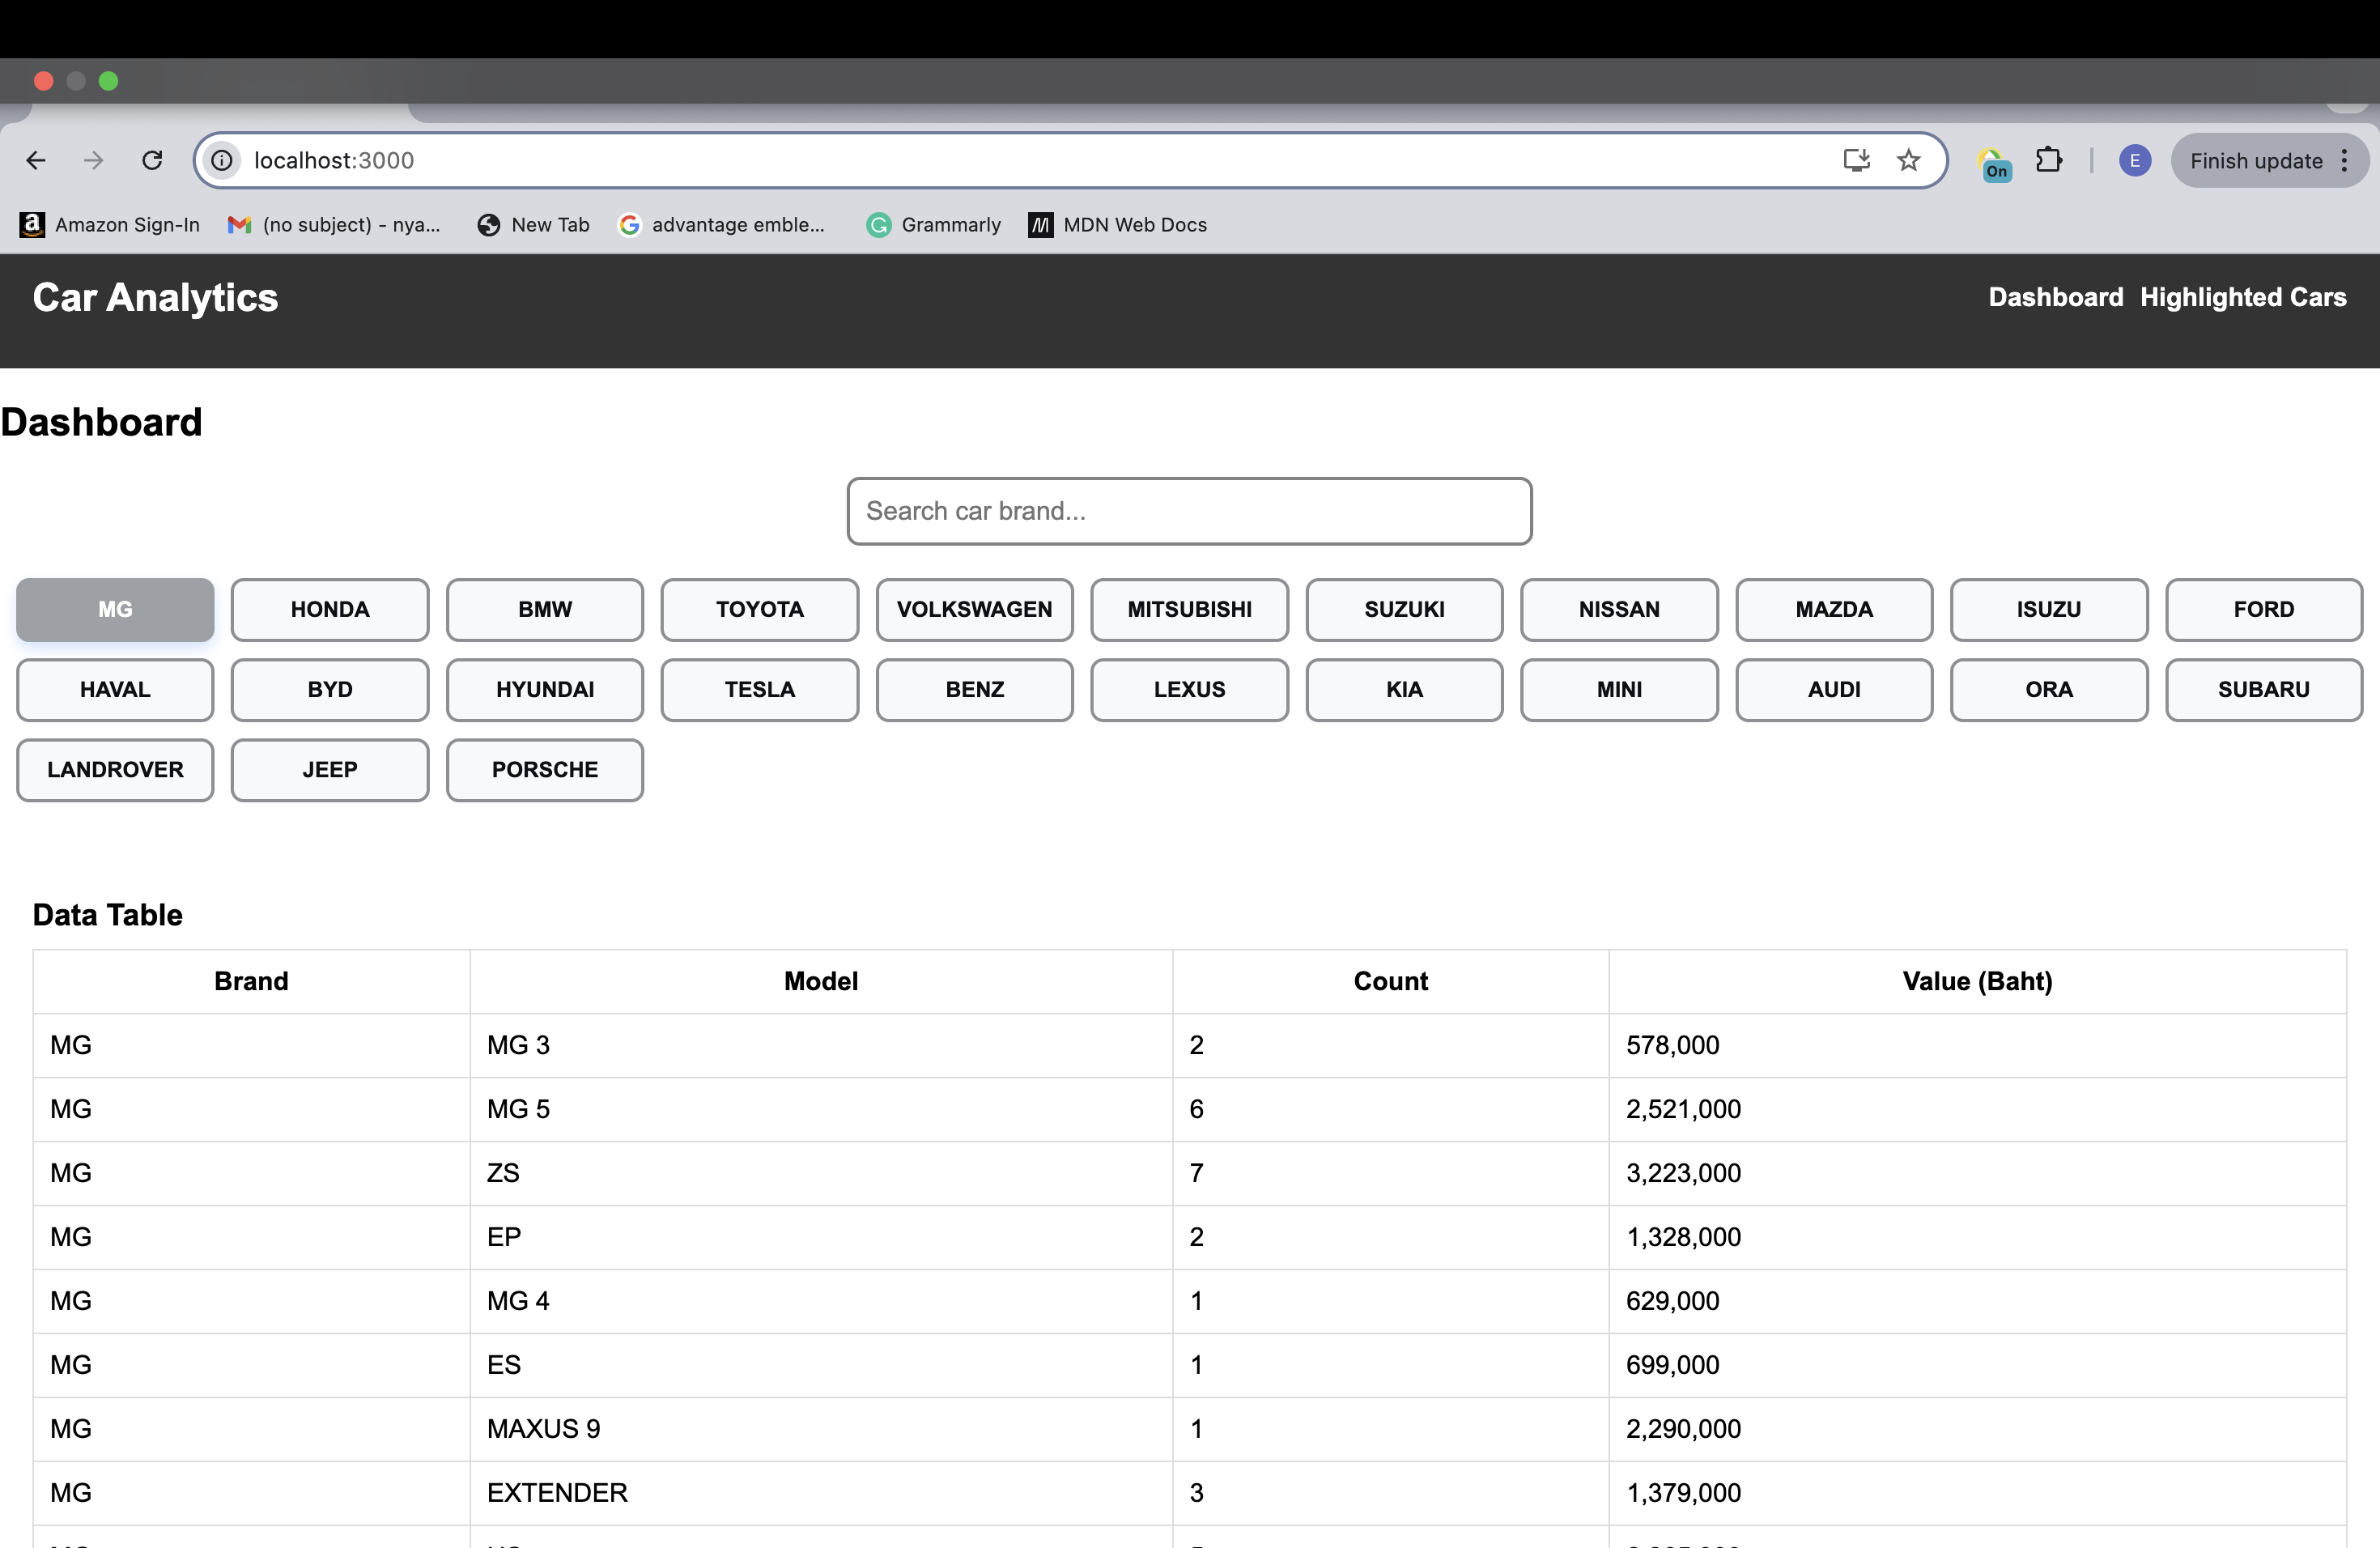 localhost:3000
On
E
Finish update
Amazon Sign-In (no subject) - nya... New Tab advantage emble... Grammarly MDN Web Docs
Car Analytics Dashboard Highlighted Cars
Dashboard
Search car brand...
MG HONDA BMW TOYOTA VOLKSWAGEN MITSUBISHI SUZUKI NISSAN MAZDA ISUZU FORD
HAVAL BYD HYUNDAI TESLA BENZ LEXUS KIA MINI AUDI ORA SUBARU
LANDROVER JEEP PORSCHE
Data Table
Brand Model Count Value (Baht)
MG MG 3 2 578,000
MG MG 5 6 2,521,000
MG ZS 7 3,223,000
MG EP 2 1,328,000
MG MG 4 1 629,000
MG ES 1 699,000
MG MAXUS 9 1 2,290,000
MG EXTENDER 3 1,379,000